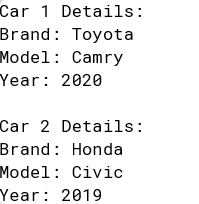 Car 1 Details:
Brand: Toyota
Model: Camry
Year: 2020

Car 2 Details:
Brand: Honda
Model: Civic
Year: 2019